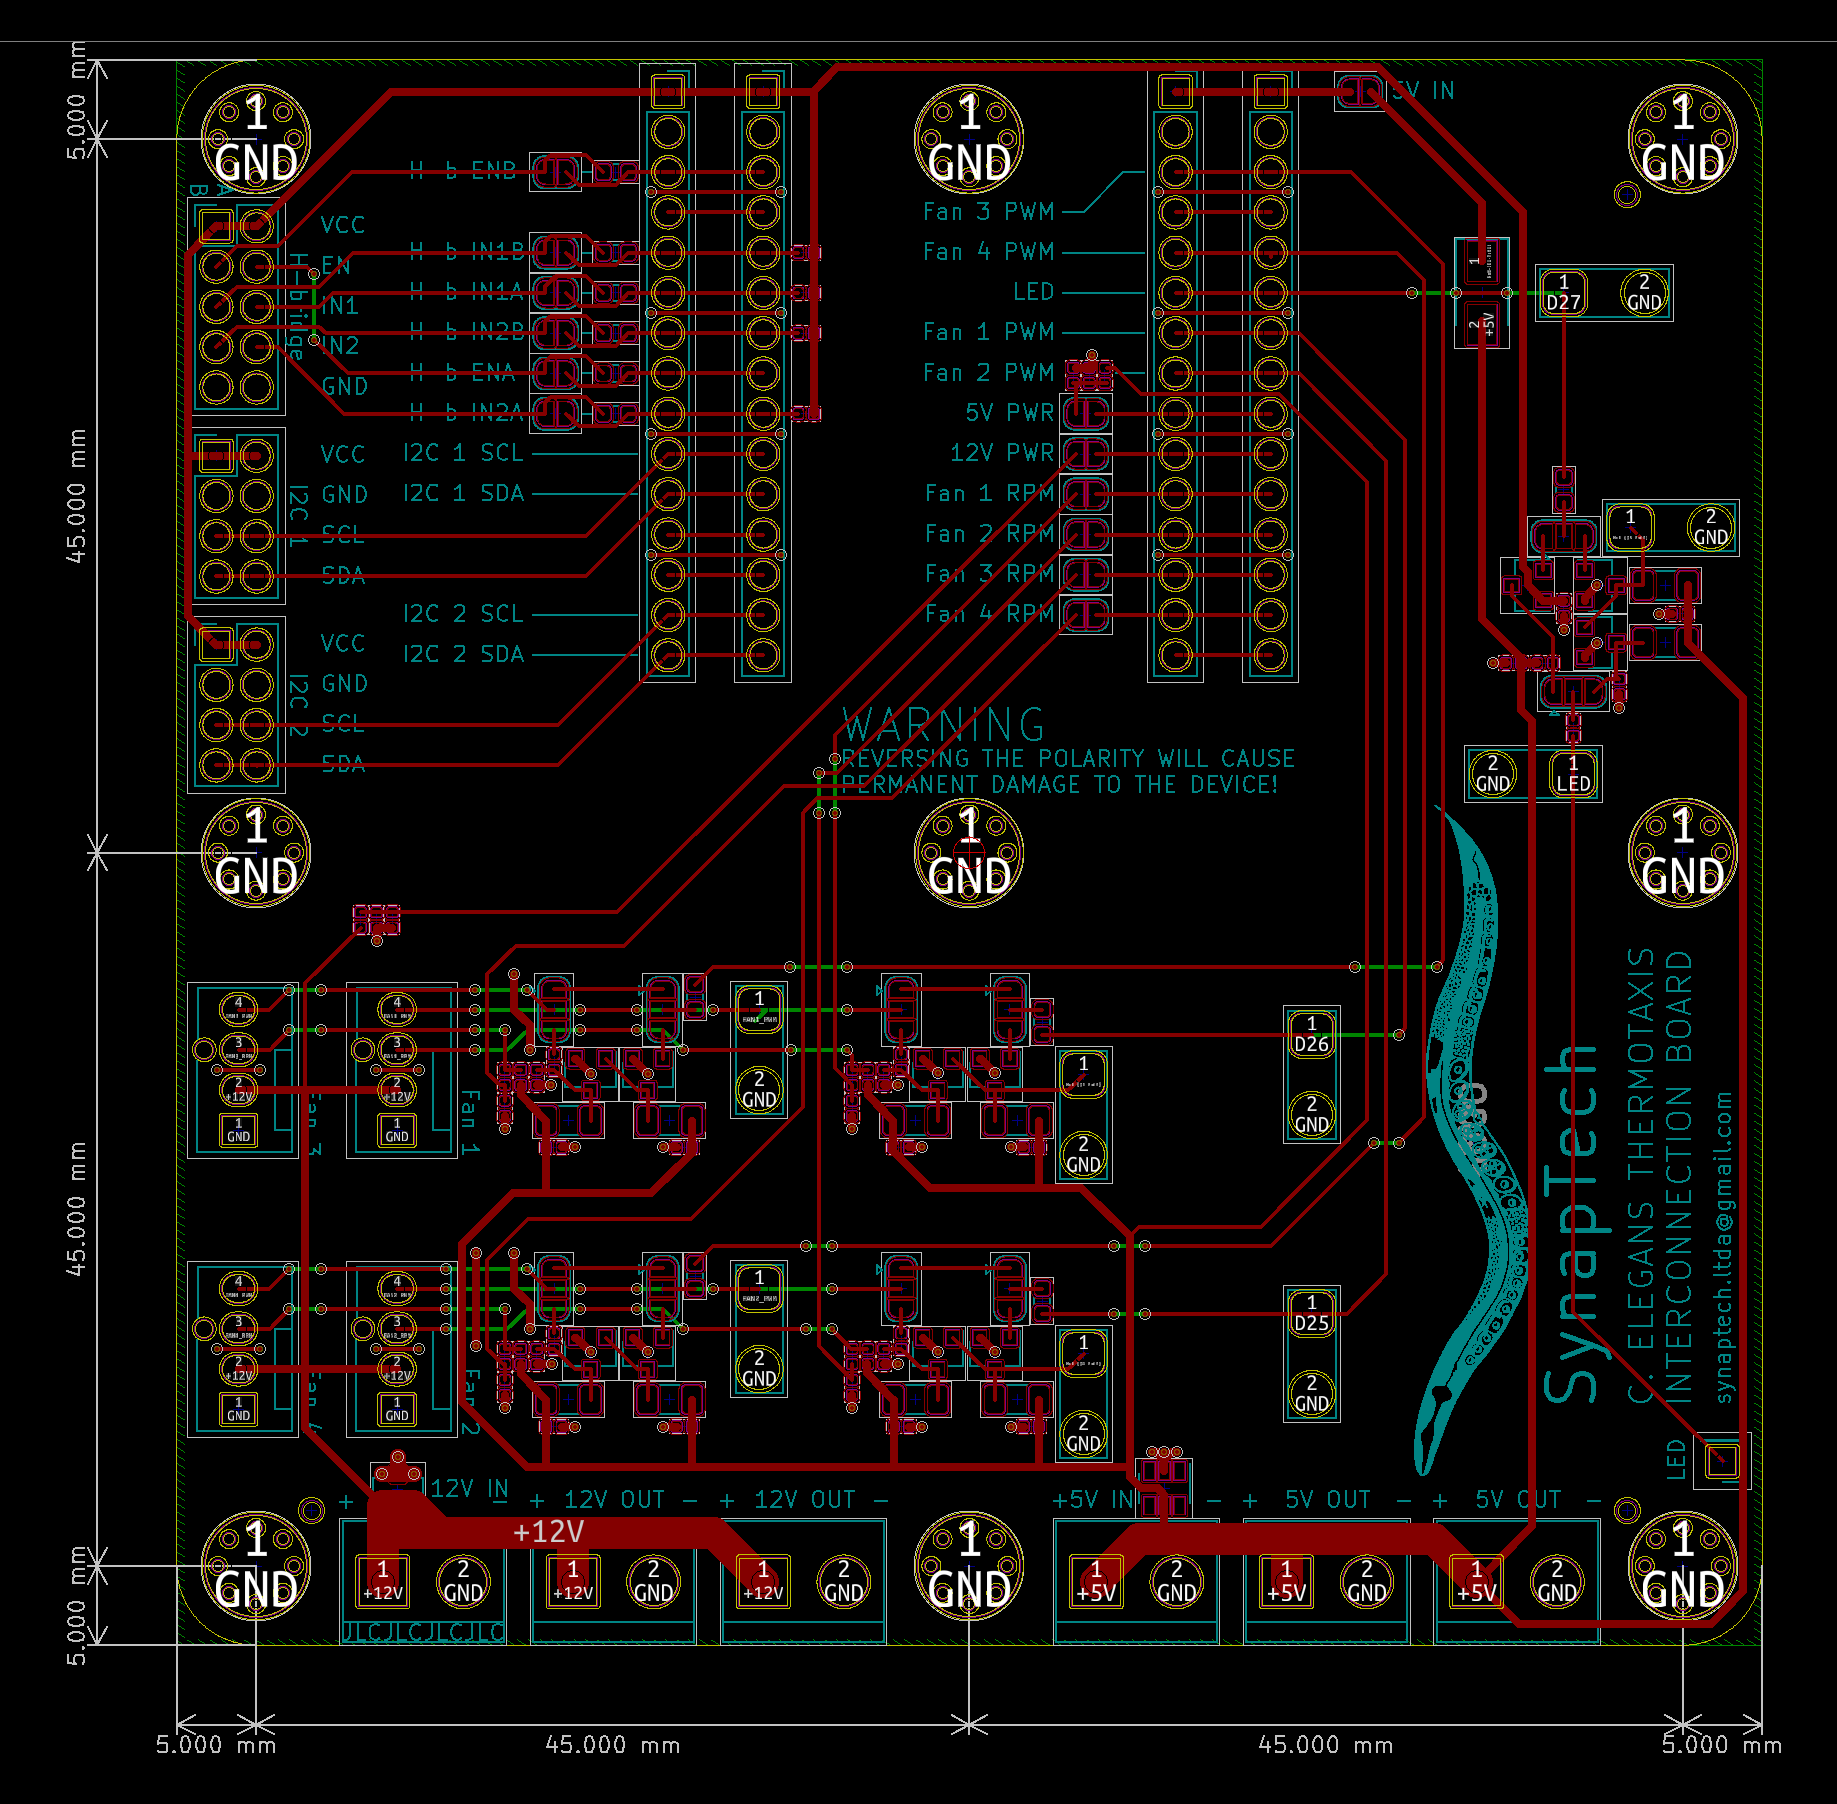 5.000 mm
45.000 mm
45.000 mm
5.000 mm
1
GND
1
GND
1
GND
5V IN
A
B
H-bridge
VCC
EN
IN1
IN2
GND
H b ENB
H b IN1B
H b IN1A
H b IN2B
H b ENA
H b IN2A
I2C 1 SCL
I2C 1 SDA
I2C 2 SCL
I2C 2 SDA
I2C 1
VCC
GND
SCL
SDA
I2C 2
VCC
GND
SCL
SDA
Fan 3 PWM
Fan 4 PWM
LED
Fan 1 PWM
Fan 2 PWM
5V PWR
12V PWR
Fan 1 RPM
Fan 2 RPM
Fan 3 RPM
Fan 4 RPM
1
2
+5V
1
D27
2
GND
1
2
GND
2
GND
1
LED
WARNING
REVERSING THE POLARITY WILL CAUSE
PERMANENT DAMAGE TO THE DEVICE!
1
GND
1
GND
1
GND
4
3
2
+12V
1
GND
Fan 3
4
3
2
+12V
1
GND
Fan 1
1
FAN1_PWM
2
GND
1
2
GND
1
D26
2
GND
4
3
2
+12V
1
GND
Fan 4
4
3
2
+12V
1
GND
Fan 2
1
FAN2_PWM
2
GND
1
2
GND
1
D25
2
GND
SynapTech
C. ELEGANS THERMOTAXIS
INTERCONNECTION BOARD
synaptech.ltda@gmail.com
LED
+ 12V IN -
+ 12V OUT -
+ 12V OUT -
+5V IN -
+ 5V OUT -
+ 5V OUT -
+12V
1
GND
1
+12V
2
GND
1
+12V
2
GND
1
+12V
2
GND
1
GND
1
+5V
2
GND
1
+5V
2
GND
1
+5V
2
GND
1
GND
JLCJLCJLCJLC
5.000 mm
45.000 mm
45.000 mm
5.000 mm